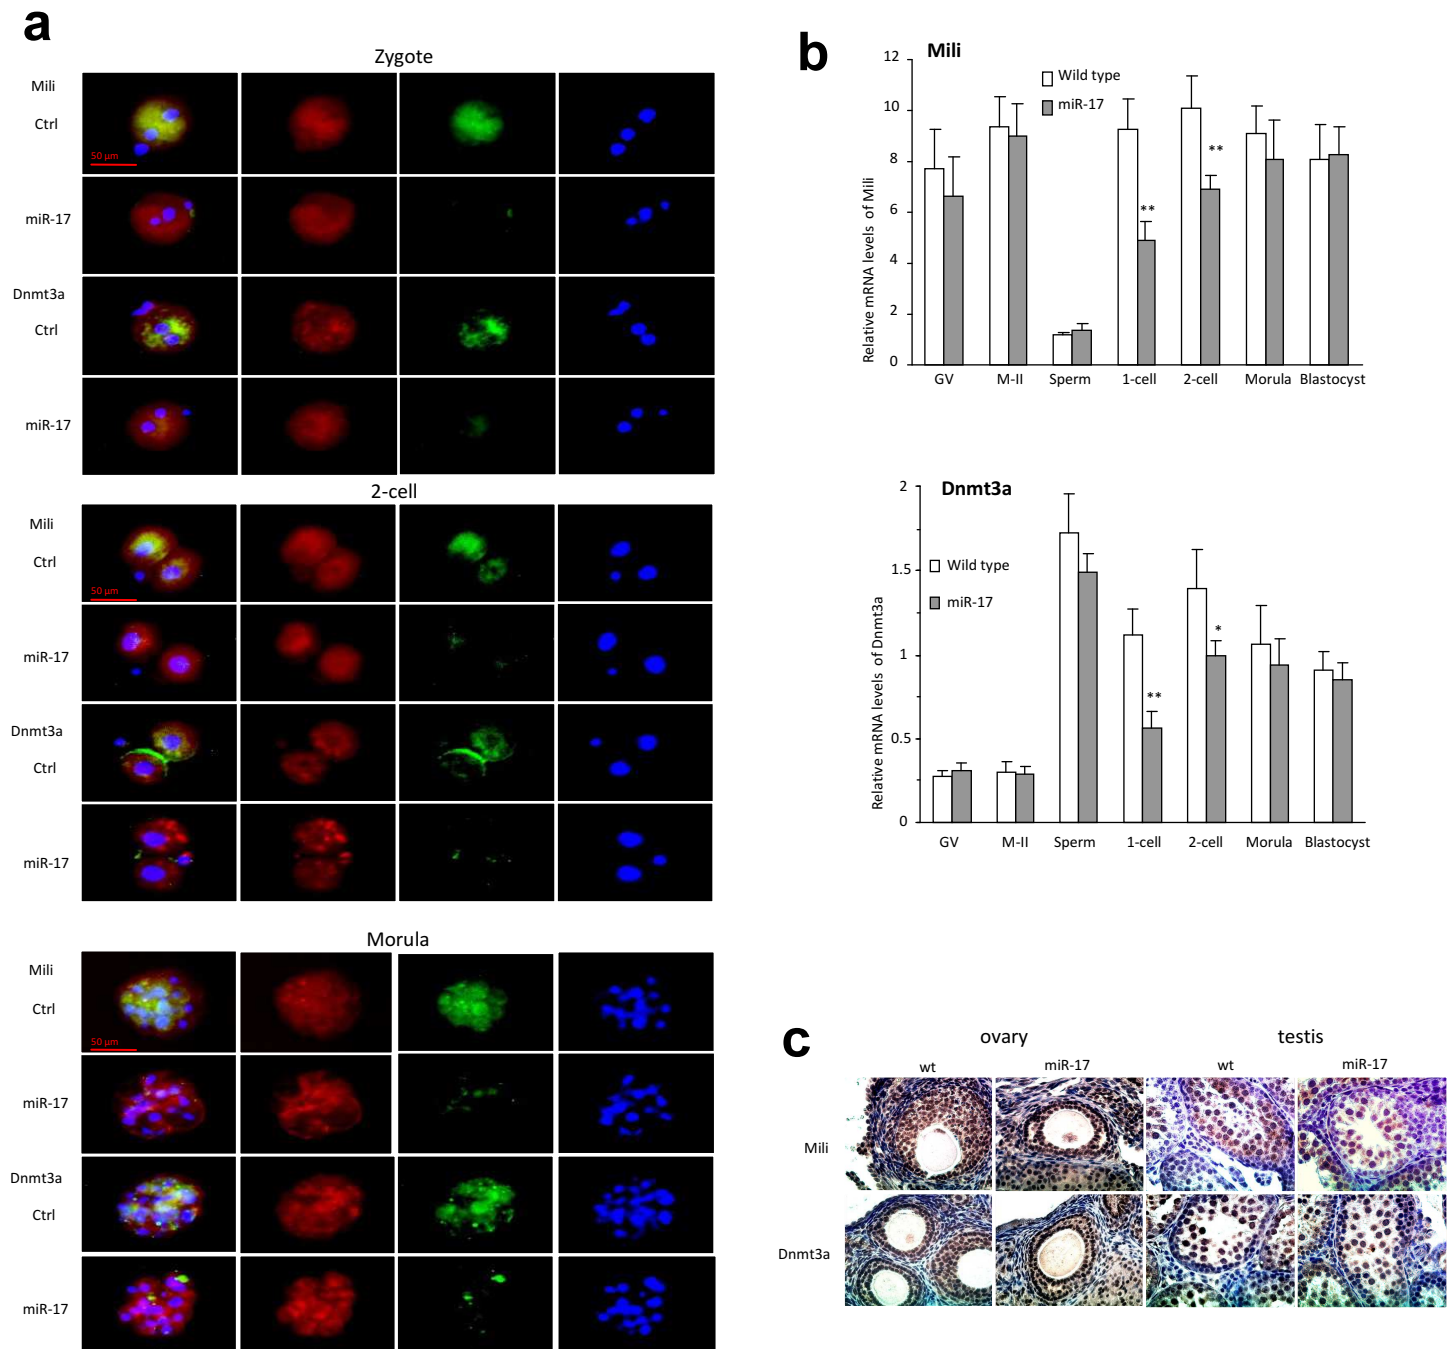 a
Zygote
Mili
Ctrl
50 µm
miR-17
Dnmt3a
Ctrl
miR-17
2-cell
Mili
Ctrl
50 µm
miR-17
Dnmt3a
Ctrl
miR-17
Morula
Mili
Ctrl
50 µm
miR-17
Dnmt3a
Ctrl
miR-17
b
Mili
Wild type
miR-17
Relative mRNA levels of Mili
12
10
8
6
4
2
0
**
**
GV M-II Sperm 1-cell 2-cell Morula Blastocyst
Dnmt3a
Wild type
miR-17
Relative mRNA levels of Dnmt3a
2
1.5
1
0.5
0
**
*
GV M-II Sperm 1-cell 2-cell Morula Blastocyst
c
ovary testis
wt miR-17 wt miR-17
Mili
Dnmt3a